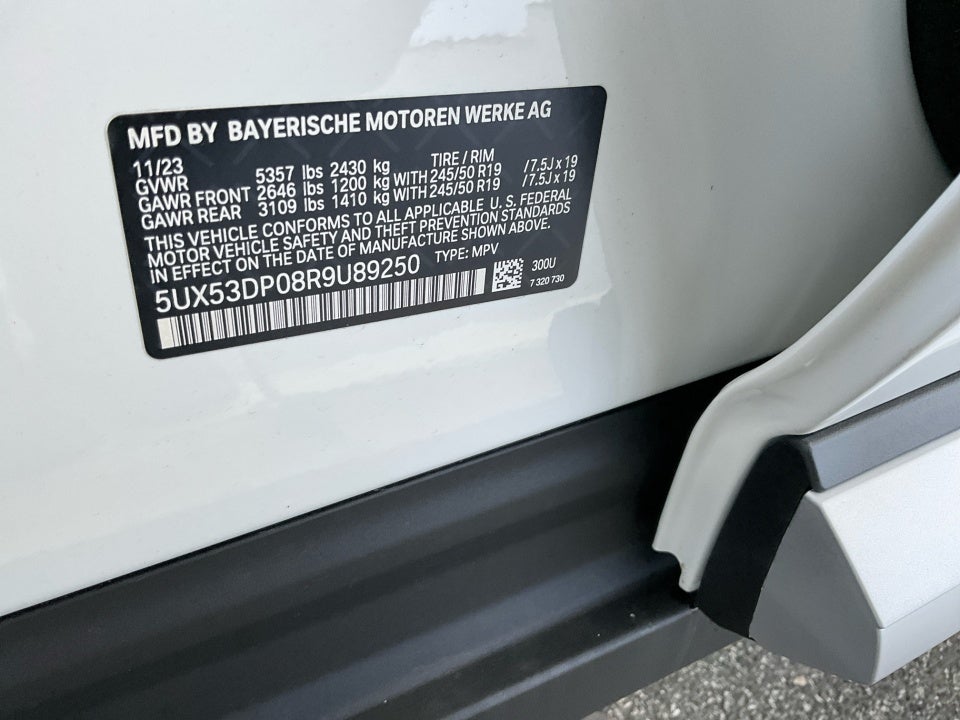 MFD BY BAYERISCHE MOTOREN WERKE AG
11/23 TIRE / RIM
GVWR 5357 lbs 2430 kg
GAWR FRONT 2646 lbs 1200 kg WITH 245/50 R19 / 7.5J x 19
GAWR REAR 3109 lbs 1410 kg WITH 245/50 R19 / 7.5J x 19
THIS VEHICLE CONFORMS TO ALL APPLICABLE U. S. FEDERAL
MOTOR VEHICLE SAFETY AND THEFT PREVENTION STANDARDS
IN EFFECT ON THE DATE OF MANUFACTURE SHOWN ABOVE.
5UX53DP08R9U89250 TYPE: MPV
300U
7 320 730